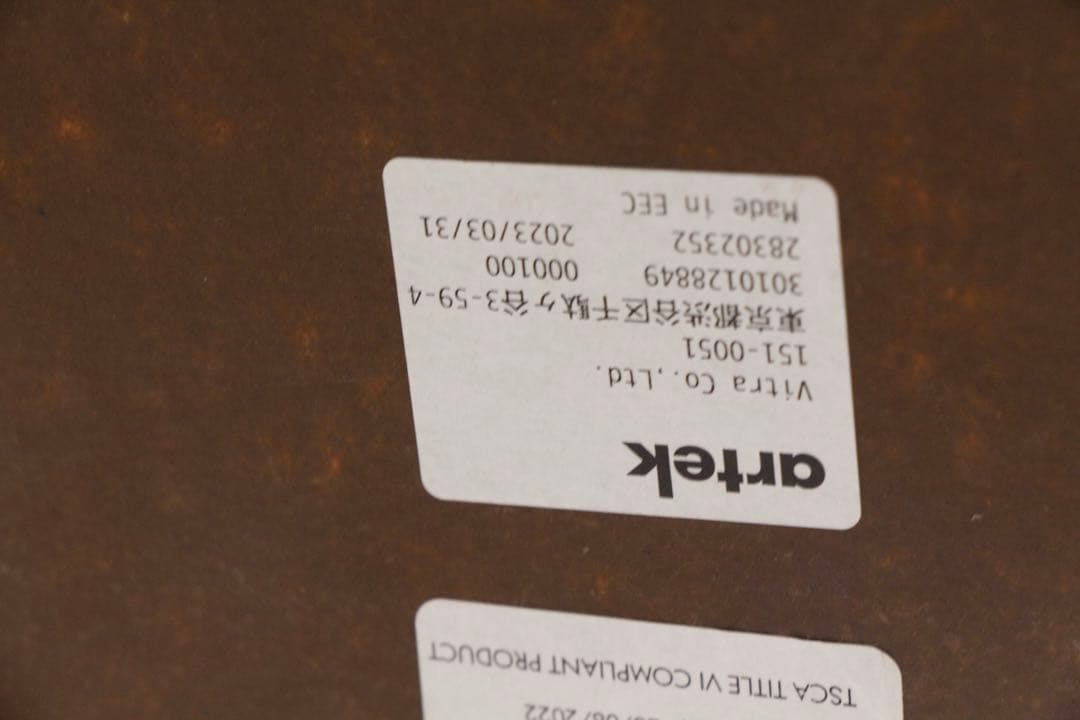 artek
Vitra Co.,Ltd.
151-0051
東京都渋谷区千駄ヶ谷3-59-4
3010128849 000100
28302352 2023/03/31
Made in EEC
2022
TSCA TITLE VI COMPLIANT PRODUCT